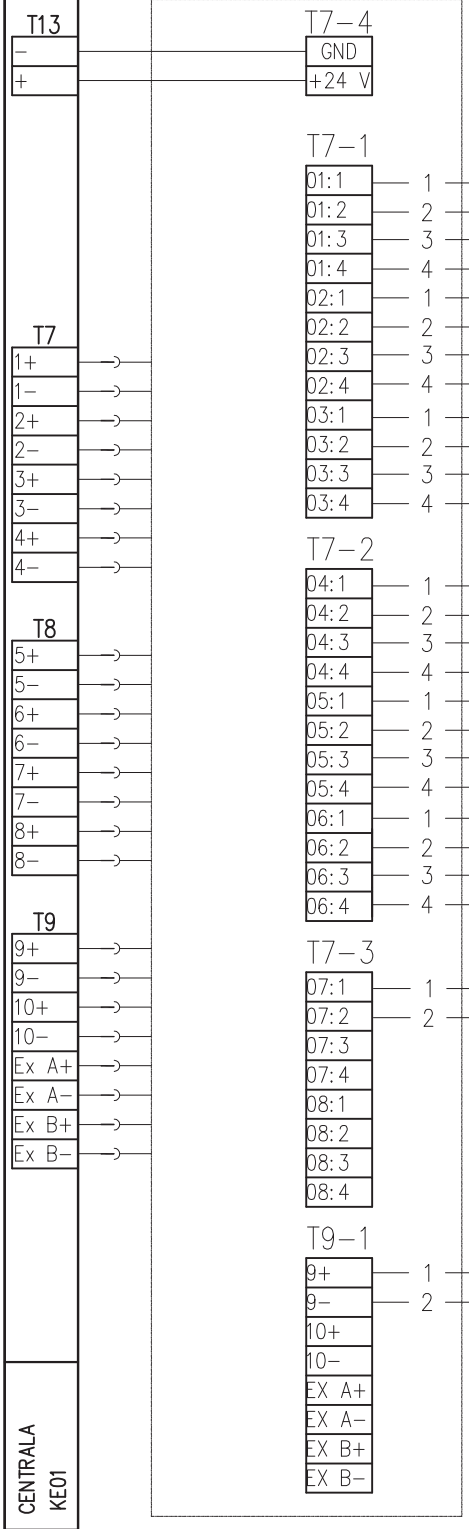 T13
-
+
T7
1+
1-
2+
2-
3+
3-
4+
4-
T8
5+
5-
6+
6-
7+
7-
8+
8-
T9
9+
9-
10+
10-
Ex A+
Ex A-
Ex B+
Ex B-
CENTRALA
KE01
T7-4
GND
+24 V
T7-1
01:1 1
01:2 2
01:3 3
01:4 4
02:1 1
02:2 2
02:3 3
02:4 4
03:1 1
03:2 2
03:3 3
03:4 4
T7-2
04:1 1
04:2 2
04:3 3
04:4 4
05:1 1
05:2 2
05:3 3
05:4 4
06:1 1
06:2 2
06:3 3
06:4 4
T7-3
07:1 1
07:2 2
07:3
07:4
08:1
08:2
08:3
08:4
T9-1
9+ 1
9- 2
10+
10-
EX A+
EX A-
EX B+
EX B-